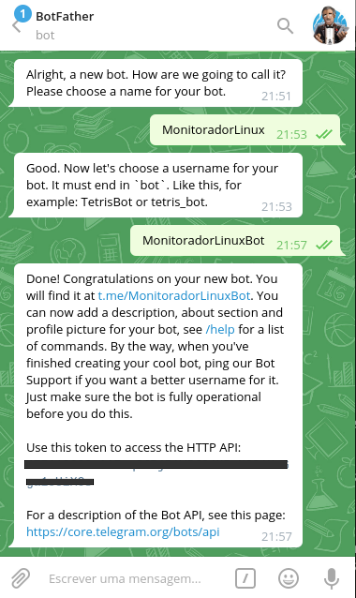 1
BotFather
bot
Alright, a new bot. How are we going to call it?
Please choose a name for your bot.
21:51
MonitoradorLinux
21:53
Good. Now let's choose a username for your
bot. It must end in `bot`. Like this, for
example: TetrisBot or tetris_bot.
21:53
MonitoradorLinuxBot
21:57
Done! Congratulations on your new bot. You
will find it at t.me/MonitoradorLinuxBot. You
can now add a description, about section and
profile picture for your bot, see /help for a list
of commands. By the way, when you've
finished creating your cool bot, ping our Bot
Support if you want a better username for it.
Just make sure the bot is fully operational
before you do this.
Use this token to access the HTTP API:
For a description of the Bot API, see this page:
https://core.telegram.org/bots/api
21:57
Escrever uma mensagem...
/